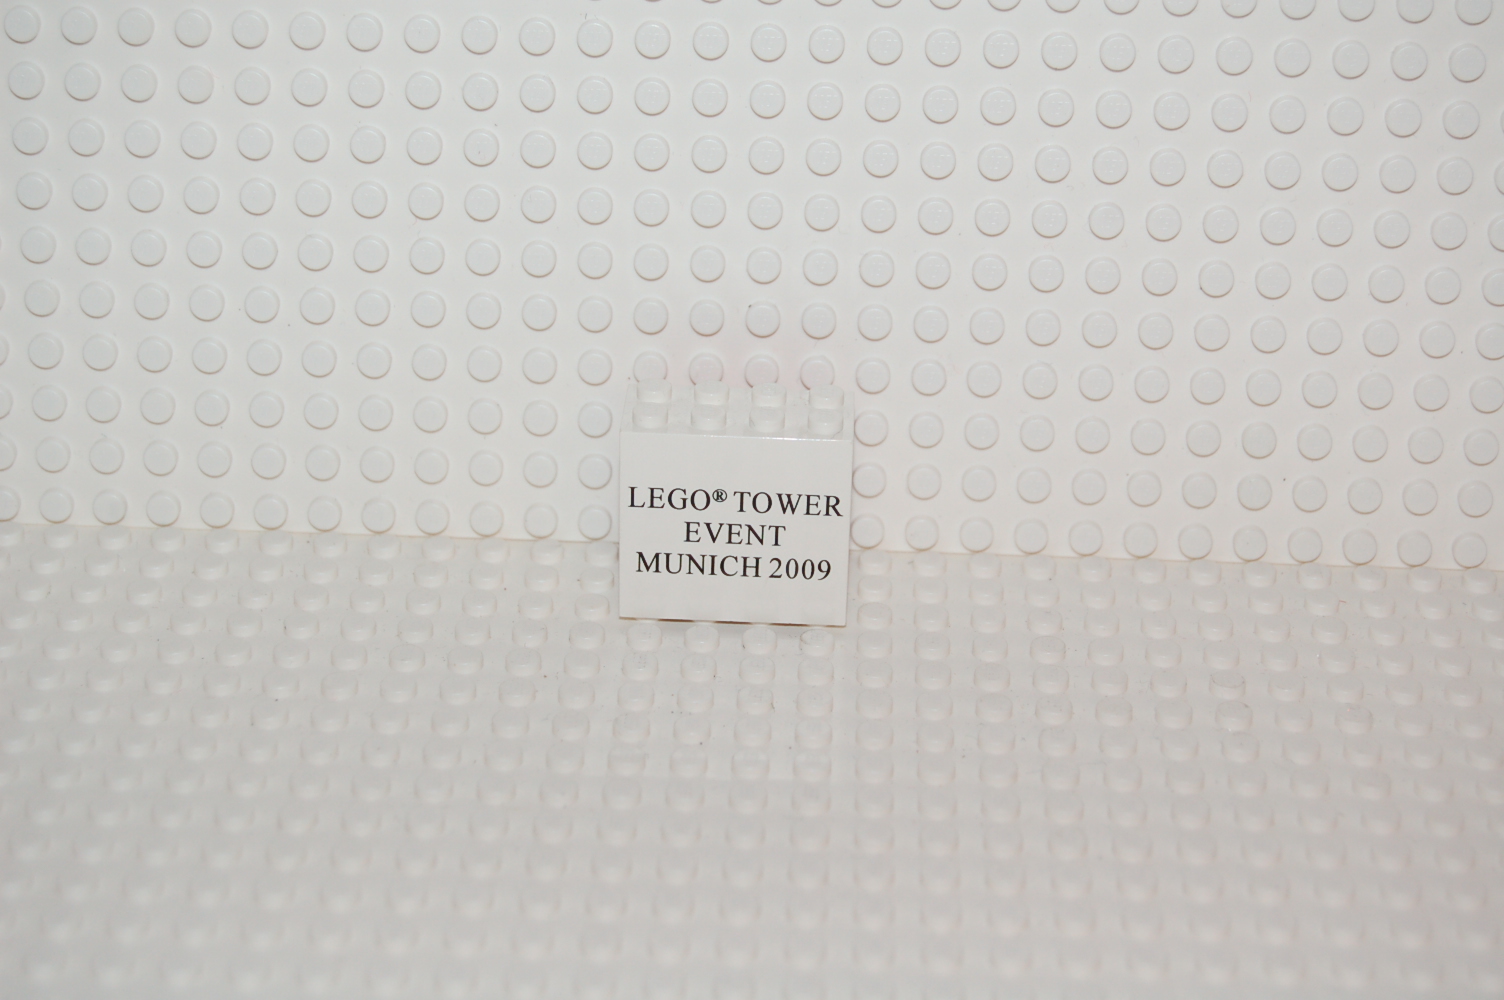 LEGO® TOWER
EVENT
MUNICH 2009